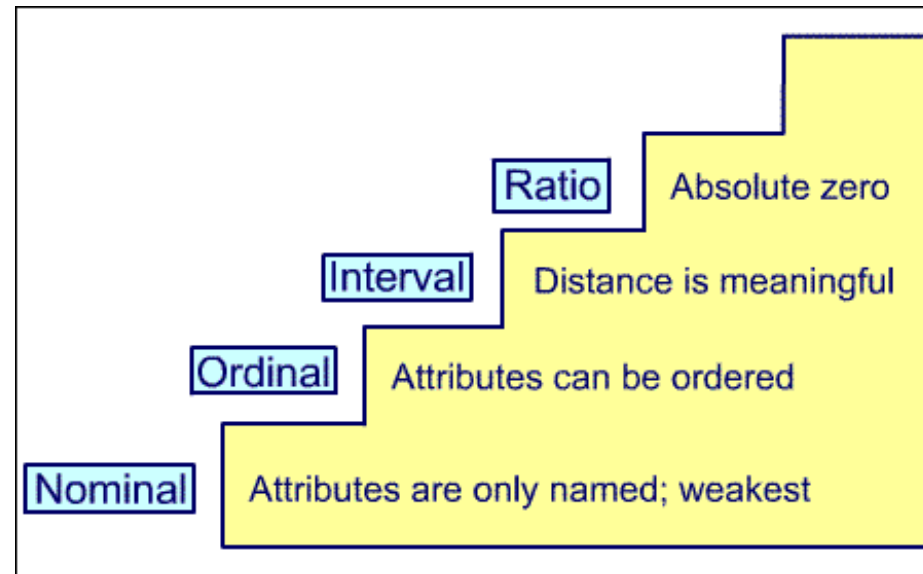 Ratio
Absolute zero
Interval
Distance is meaningful
Ordinal
Attributes can be ordered
Nominal
Attributes are only named; weakest